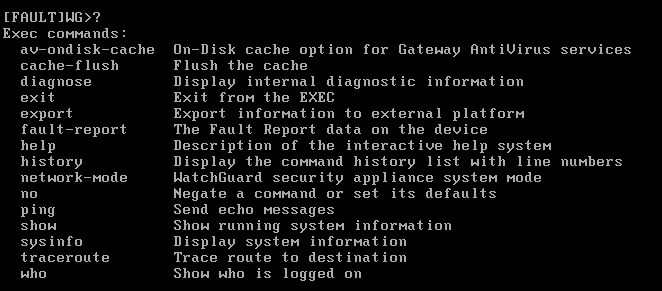 [FAULT]WG>?
Exec commands:
  av-ondisk-cache  On-Disk cache option for Gateway AntiVirus services
  cache-flush      Flush the cache
  diagnose         Display internal diagnostic information
  exit             Exit from the EXEC
  export           Export information to external platform
  fault-report     The Fault Report data on the device
  help             Description of the interactive help system
  history          Display the command history list with line numbers
  network-mode     WatchGuard security appliance system mode
  no               Negate a command or set its defaults
  ping             Send echo messages
  show             Show running system information
  sysinfo          Display system information
  traceroute       Trace route to destination
  who              Show who is logged on